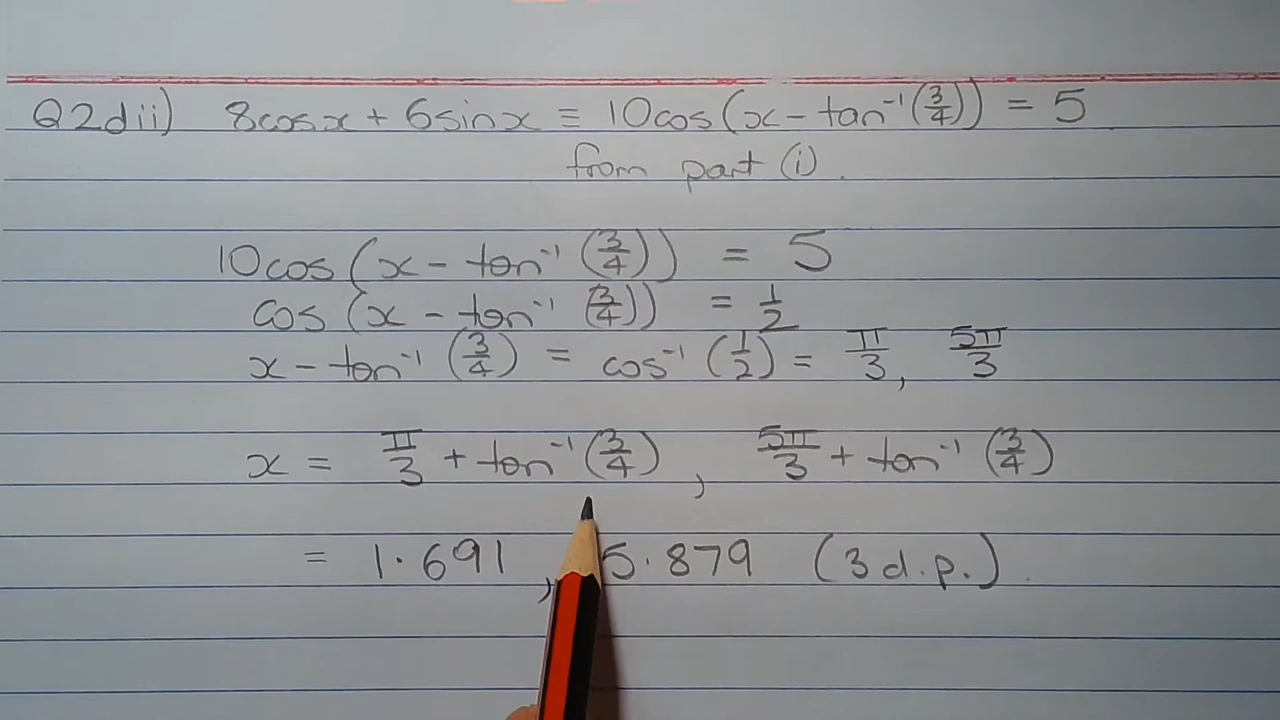 Q2dii) 8cosx + 6sinx ≡ 10cos(x − tan⁻¹(3/4)) = 5
from part (i).
10cos(x − tan⁻¹(3/4)) = 5
cos(x − tan⁻¹(3/4)) = 1/2
x − tan⁻¹(3/4) = cos⁻¹(1/2) = π/3, 5π/3
x = π/3 + tan⁻¹(3/4), 5π/3 + tan⁻¹(3/4)
= 1.691, 5.879 (3 d.p.).